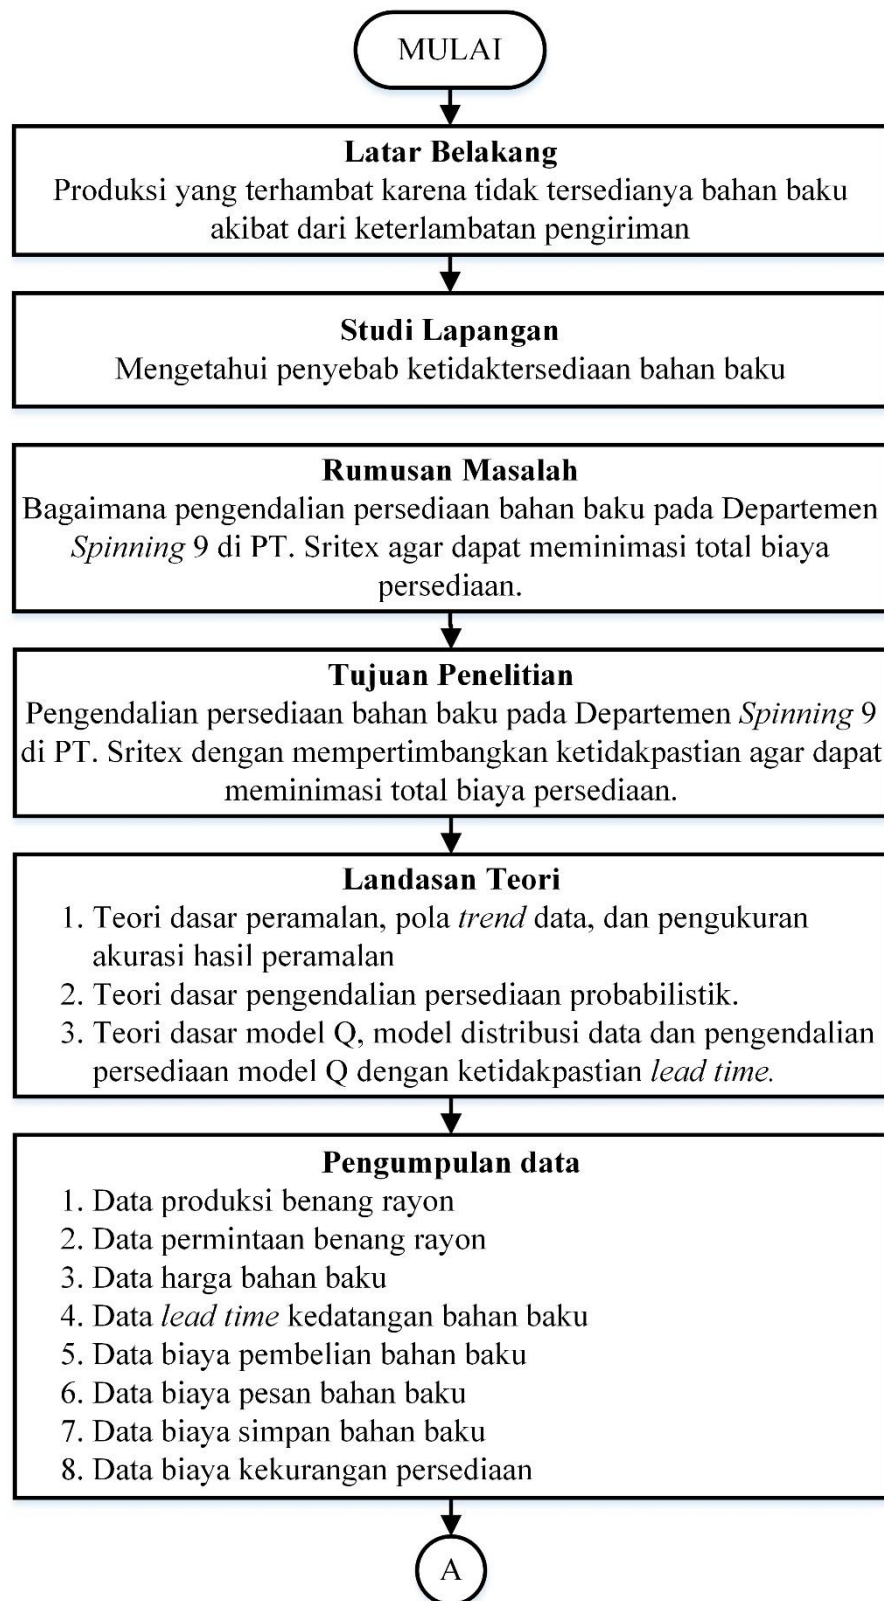 MULAI
Latar Belakang
Produksi yang terhambat karena tidak tersedianya bahan baku
akibat dari keterlambatan pengiriman
Studi Lapangan
Mengetahui penyebab ketidaktersediaan bahan baku
Rumusan Masalah
Bagaimana pengendalian persediaan bahan baku pada Departemen
Spinning 9 di PT. Sritex agar dapat meminimasi total biaya
persediaan.
Tujuan Penelitian
Pengendalian persediaan bahan baku pada Departemen Spinning 9
di PT. Sritex dengan mempertimbangkan ketidakpastian agar dapat
meminimasi total biaya persediaan.
Landasan Teori
1. Teori dasar peramalan, pola trend data, dan pengukuran
akurasi hasil peramalan
2. Teori dasar pengendalian persediaan probabilistik.
3. Teori dasar model Q, model distribusi data dan pengendalian
persediaan model Q dengan ketidakpastian lead time.
Pengumpulan data
1. Data produksi benang rayon
2. Data permintaan benang rayon
3. Data harga bahan baku
4. Data lead time kedatangan bahan baku
5. Data biaya pembelian bahan baku
6. Data biaya pesan bahan baku
7. Data biaya simpan bahan baku
8. Data biaya kekurangan persediaan
A